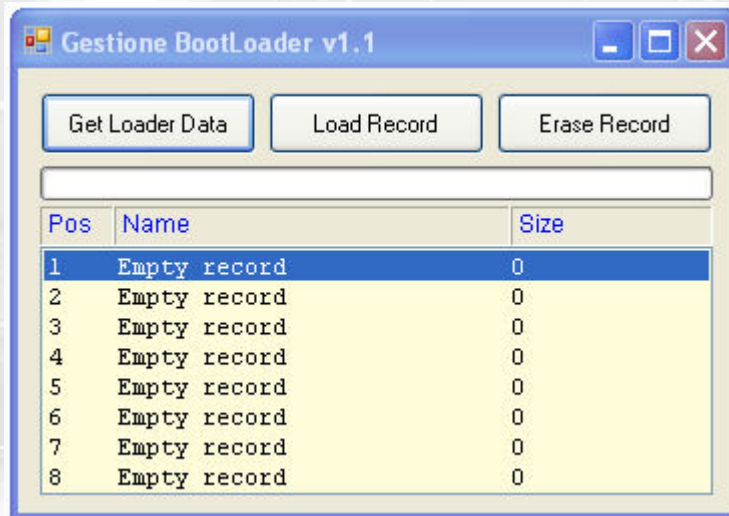 Gestione BootLoader v1.1
Get Loader Data Load Record Erase Record
Pos Name Size
1 Empty record 0
2 Empty record 0
3 Empty record 0
4 Empty record 0
5 Empty record 0
6 Empty record 0
7 Empty record 0
8 Empty record 0